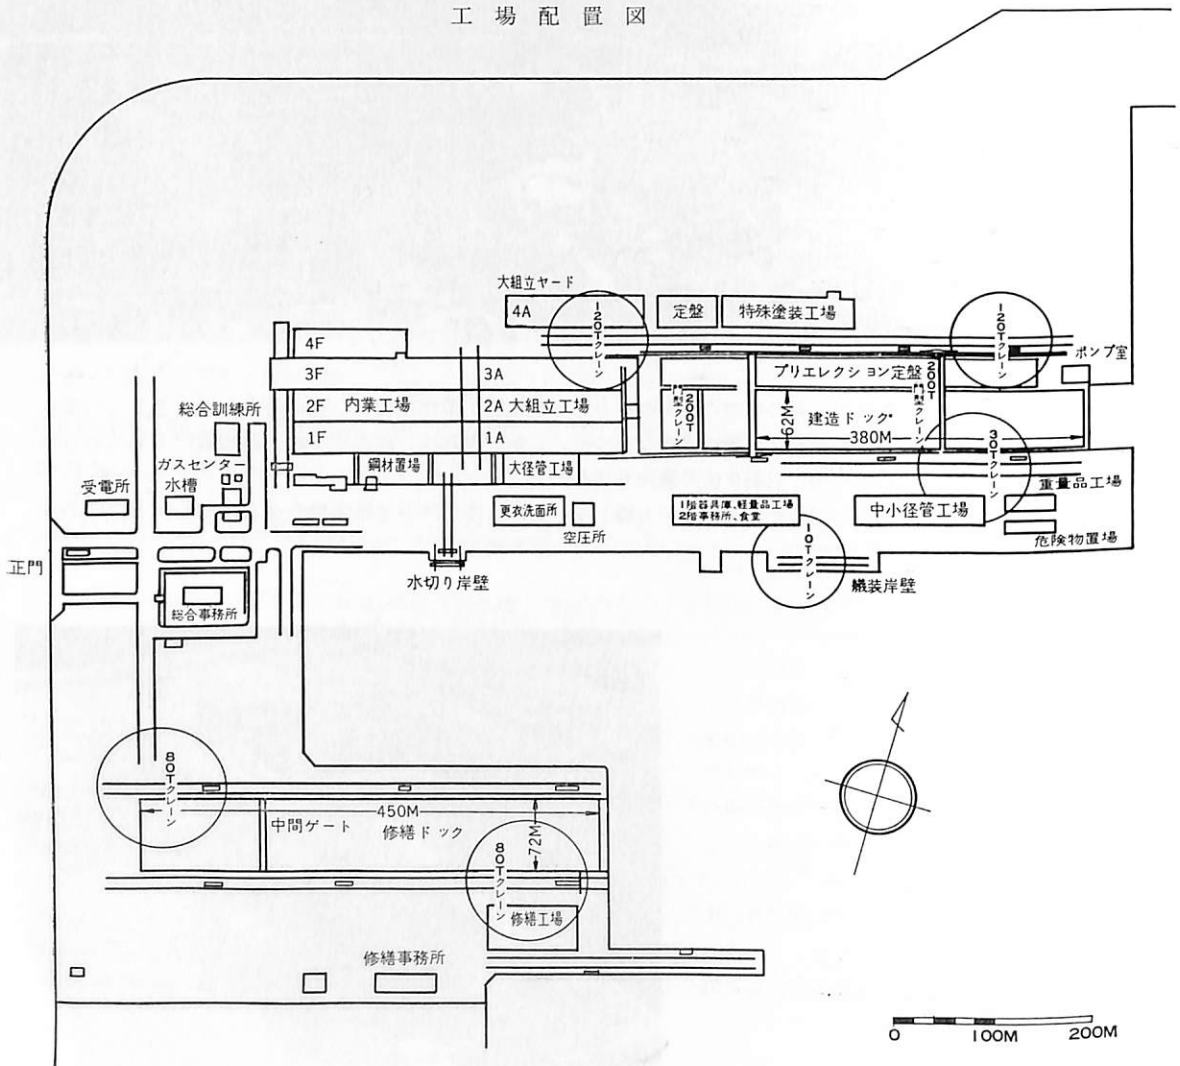 工場配置図
大組立ヤード
4A
120Tクレーン
定盤
特殊塗装工場
120Tクレーン
ポンプ室
4F
3F
3A
プリエレクション定盤
200T
門型クレーン
200T
門型クレーン
総合訓練所
2F
内業工場
2A
大組立工場
62M
建造ドック
380M
1F
1A
30Tクレーン
ガスセンター
鋼材置場
大径管工場
受電所
水槽
重量品工場
更衣洗面所
1階器具庫、軽量品工場
2階事務所、食堂
中小径管工場
空圧所
危険物置場
正門
水切り岸壁
10Tクレーン
艤装岸壁
総合事務所
80Tクレーン
450M
中間ゲート
修繕ドック
72M
80Tクレーン
修繕工場
修繕事務所
0
100M
200M